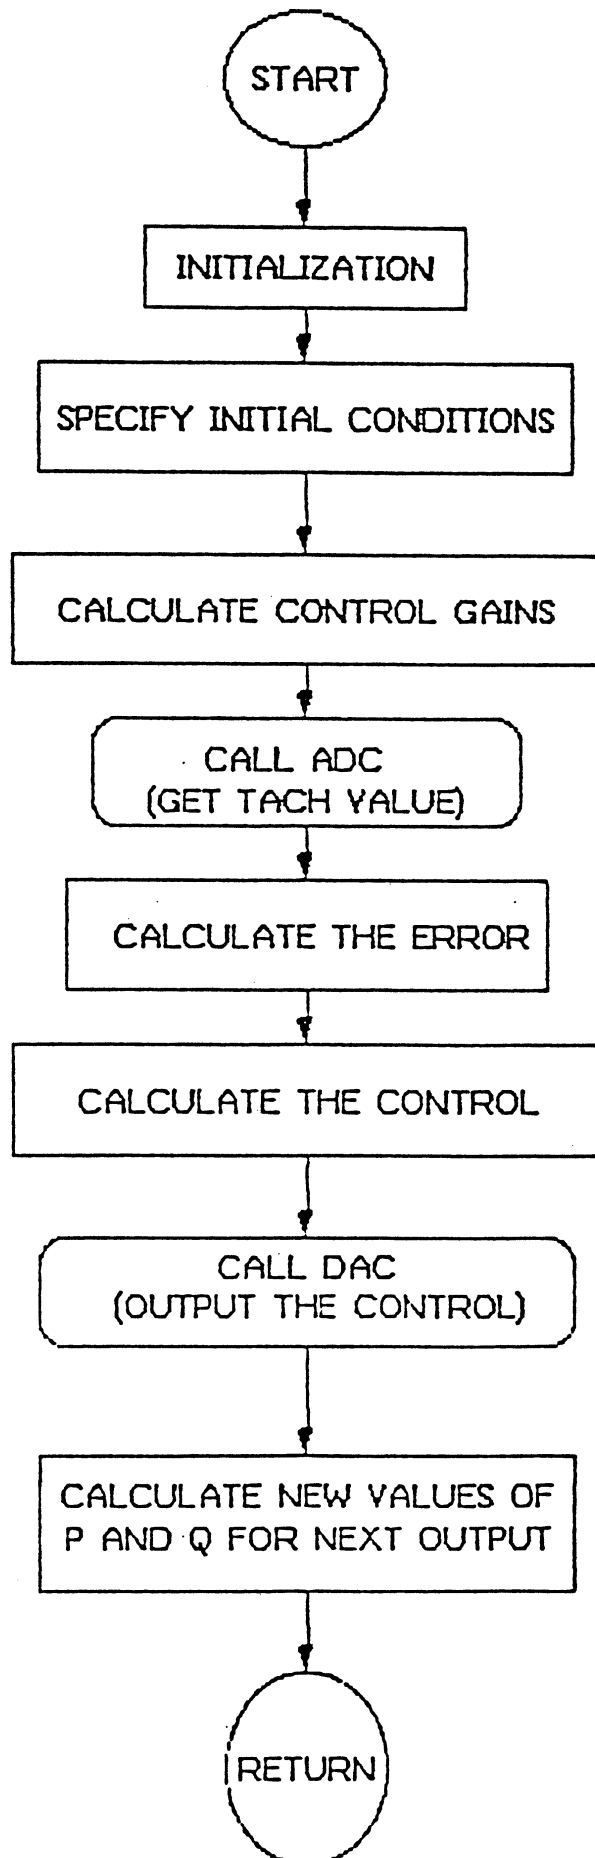 START
INITIALIZATION
SPECIFY INITIAL CONDITIONS
CALCULATE CONTROL GAINS
CALL ADC
(GET TACH VALUE)
CALCULATE THE ERROR
CALCULATE THE CONTROL
CALL DAC
(OUTPUT THE CONTROL)
CALCULATE NEW VALUES OF
P AND Q FOR NEXT OUTPUT
RETURN